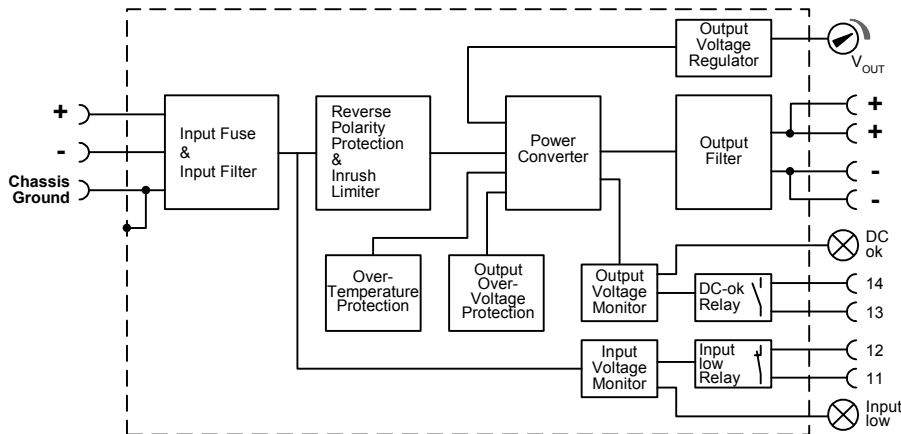 Output
Voltage
Regulator
V OUT
+
-
Chassis
Ground
Input Fuse
&
Input Filter
Reverse
Polarity
Protection
&
Inrush
Limiter
Power
Converter
Output
Filter
+
+
-
-
Over-
Temperature
Protection
Output
Over-
Voltage
Protection
Output
Voltage
Monitor
DC-ok
Relay
DC
ok
14
13
Input
Voltage
Monitor
Input
low
Relay
12
11
Input
low